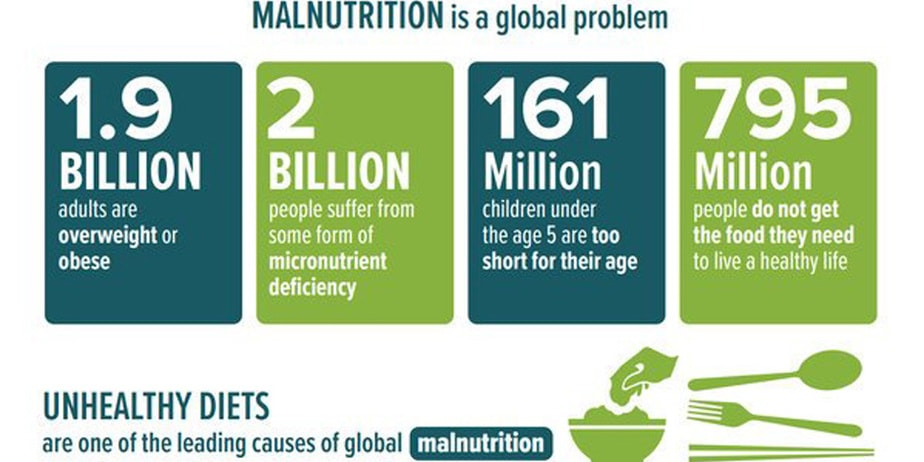 MALNUTRITION is a global problem
1.9
BILLION
adults are
overweight or
obese
2
BILLION
people suffer from
some form of
micronutrient
deficiency
161
Million
children under
the age 5 are too
short for their age
795
Million
people do not get
the food they need
to live a healthy life
UNHEALTHY DIETS
are one of the leading causes of global malnutrition